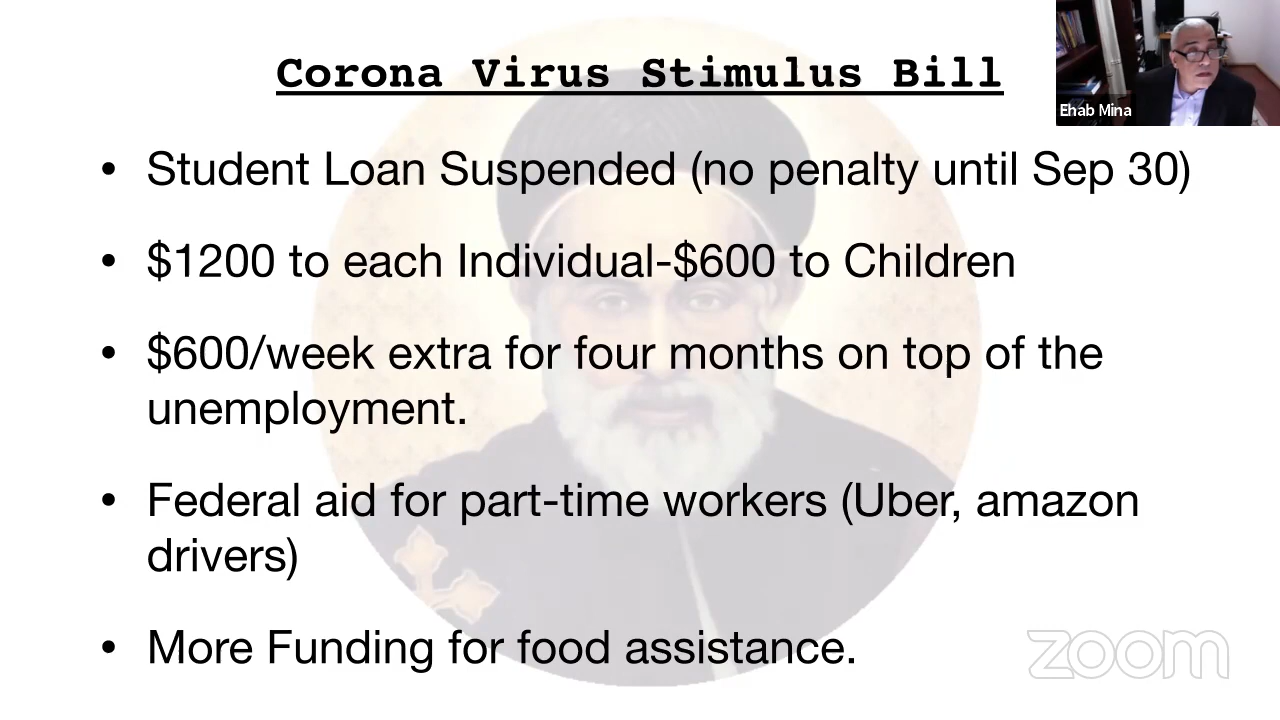 Corona Virus Stimulus Bill
Ehab Mina
• Student Loan Suspended (no penalty until Sep 30)
• $1200 to each Individual-$600 to Children
• $600/week extra for four months on top of the
unemployment.
• Federal aid for part-time workers (Uber, amazon
drivers)
• More Funding for food assistance.
zoom